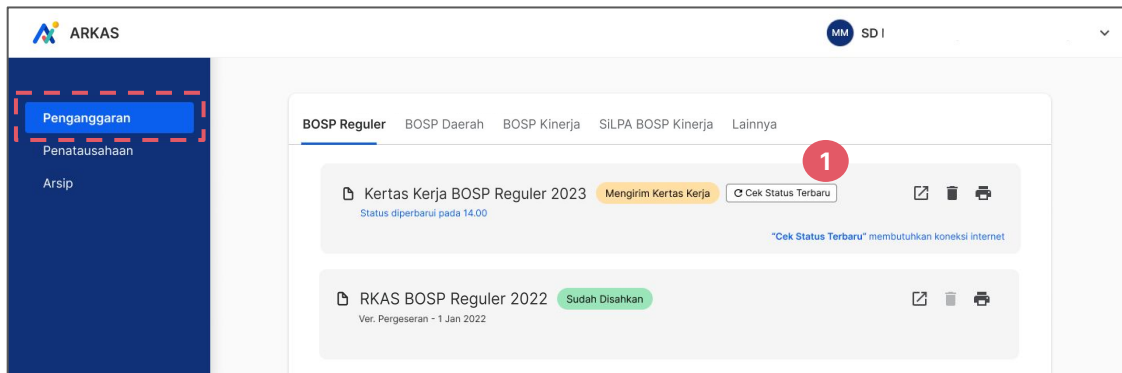 ARKAS
MM SD
Penganggaran
Penatausahaan
Arsip
BOSP Reguler BOSP Daerah BOSP Kinerja SiLPA BOSP Kinerja Lainnya
1
Kertas Kerja BOSP Reguler 2023 Mengirim Kertas Kerja Cek Status Terbaru
Status diperbarui pada 14.00
"Cek Status Terbaru" membutuhkan koneksi internet
RKAS BOSP Reguler 2022 Sudah Disahkan
Ver. Pergeseran - 1 Jan 2022